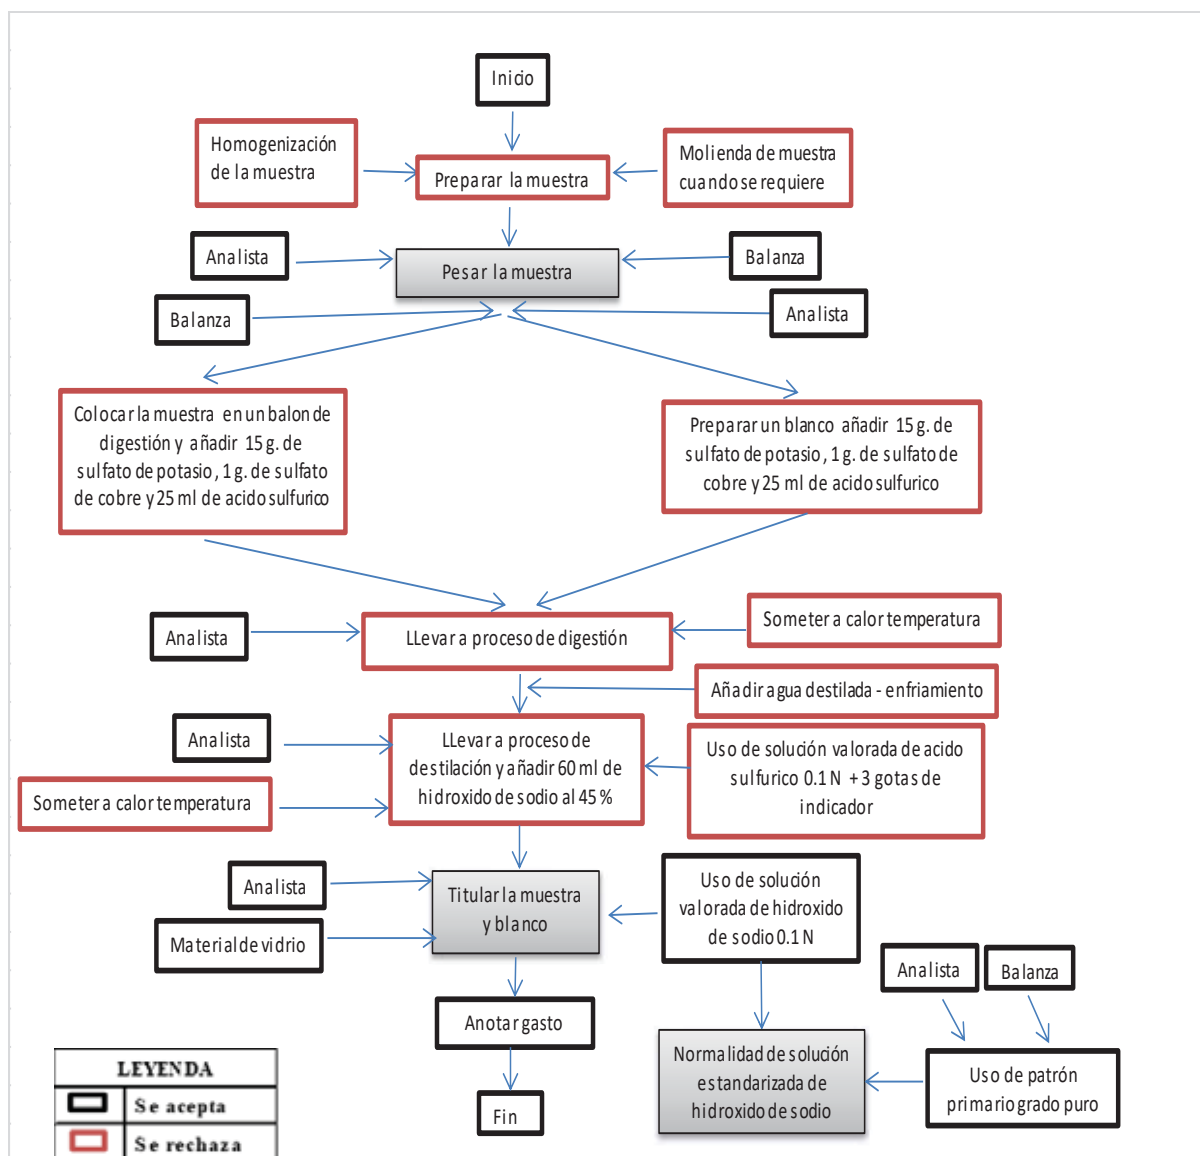 Inicio
Homogenización
de la muestra
Preparar la muestra
Molienda de muestra
cuando se requiere
Analista
Pesar la muestra
Balanza
Balanza
Analista
Colocar la muestra en un balon de
digestión y añadir 15 g. de
sulfato de potasio, 1 g. de sulfato
de cobre y 25 ml de acido sulfurico
Preparar un blanco añadir 15 g. de
sulfato de potasio, 1 g. de sulfato de
cobre y 25 ml de acido sulfurico
Analista
LLevar a proceso de digestión
Someter a calor temperatura
Añadir agua destilada - enfriamiento
Analista
LLevar a proceso de
destilación y añadir 60 ml de
hidroxido de sodio al 45 %
Uso de solución valorada de acido
sulfurico 0.1 N + 3 gotas de
indicador
Someter a calor temperatura
Analista
Titular la muestra
y blanco
Uso de solución
valorada de hidroxido
de sodio 0.1 N
Material de vidrio
Analista
Balanza
Anotar gasto
Normalidad de solución
estandarizada de
hidroxido de sodio
Uso de patrón
primario grado puro
Fin
LEYENDA
Se acepta
Se rechaza